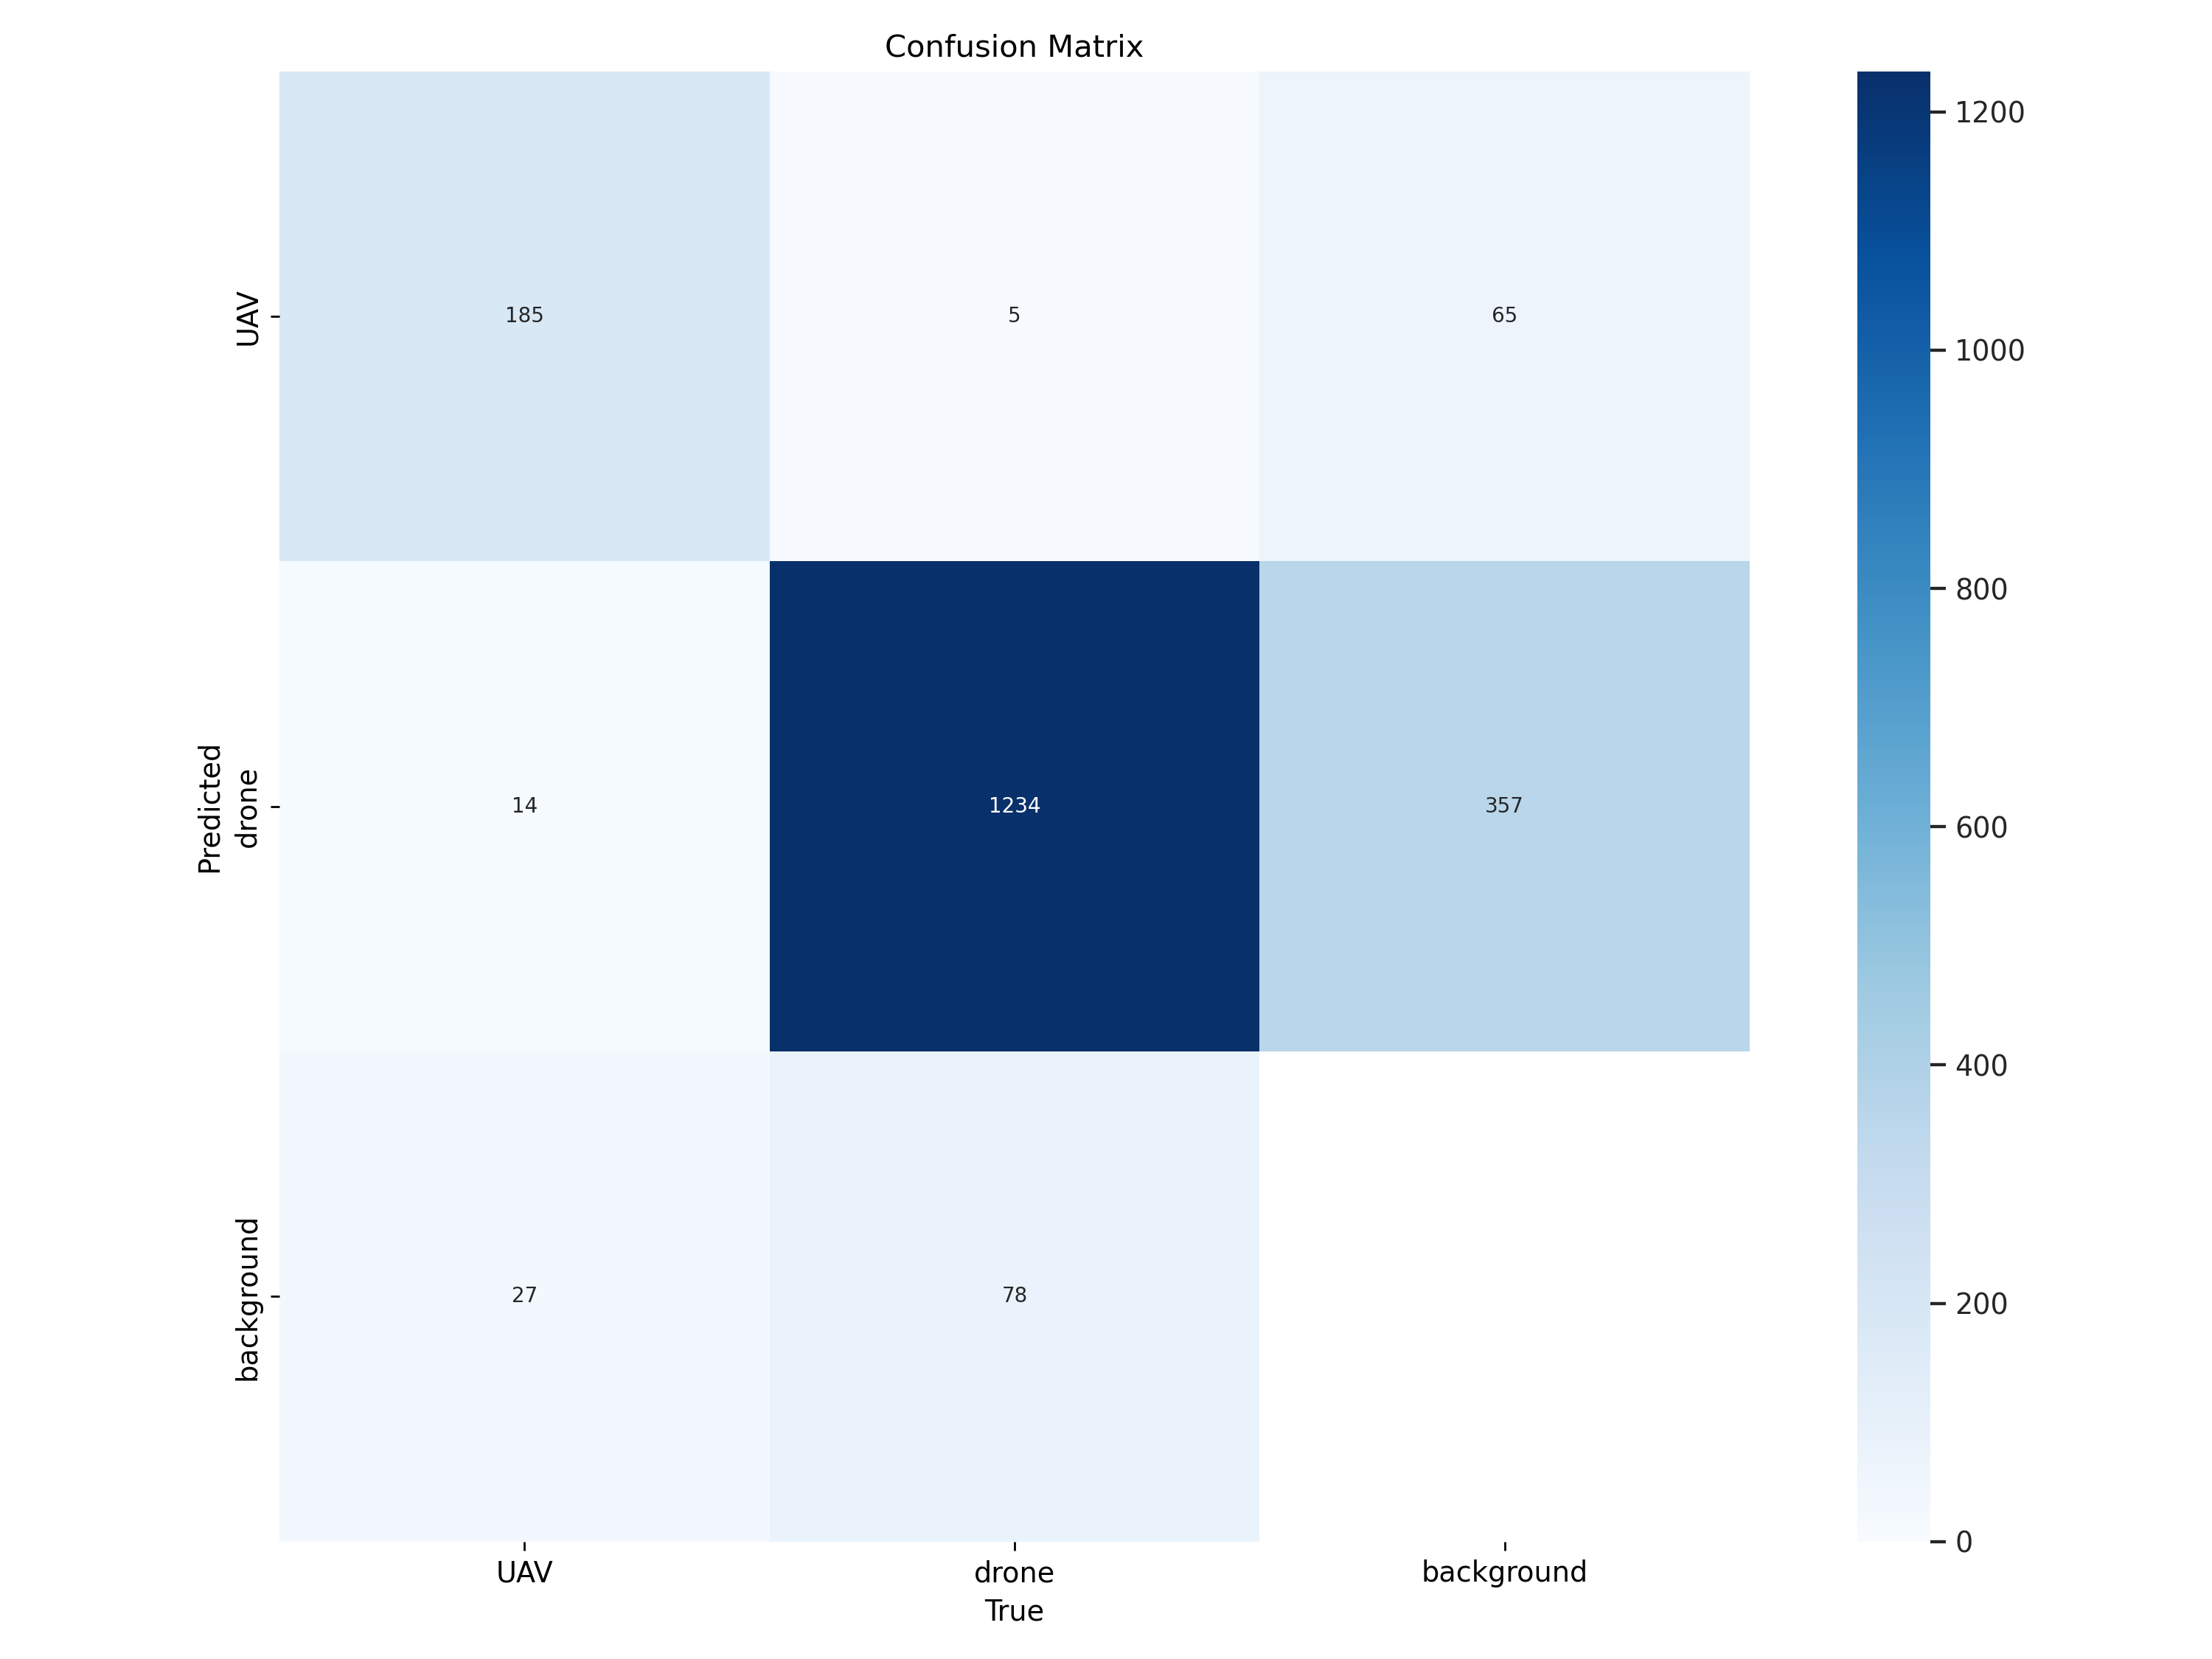 Confusion Matrix
UAV
185
5
65
Predicted
drone
14
1234
357
background
27
78
UAV
drone
background
True
1200
1000
800
600
400
200
0